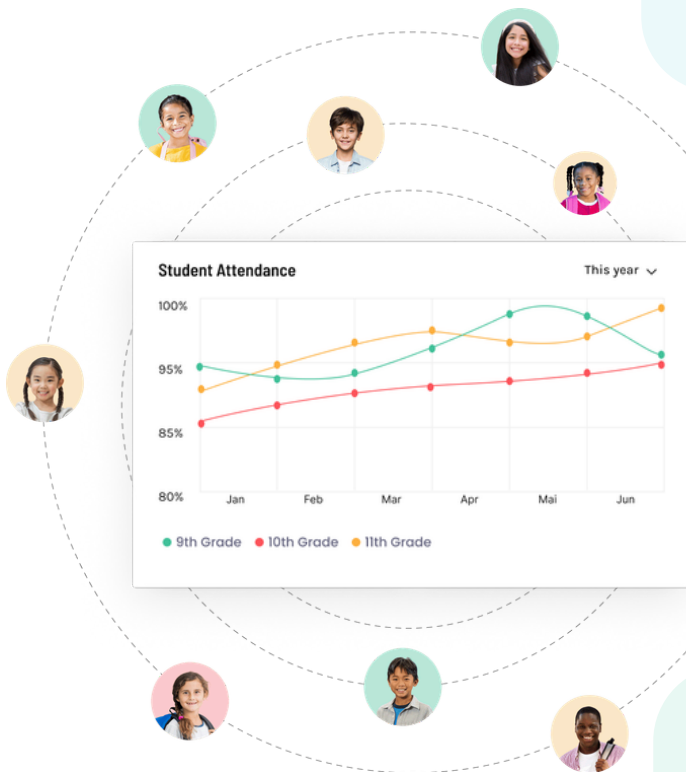 Student Attendance
This year
100%
95%
85%
80%
Jan Feb Mar Apr Mai Jun
9th Grade 10th Grade 11th Grade